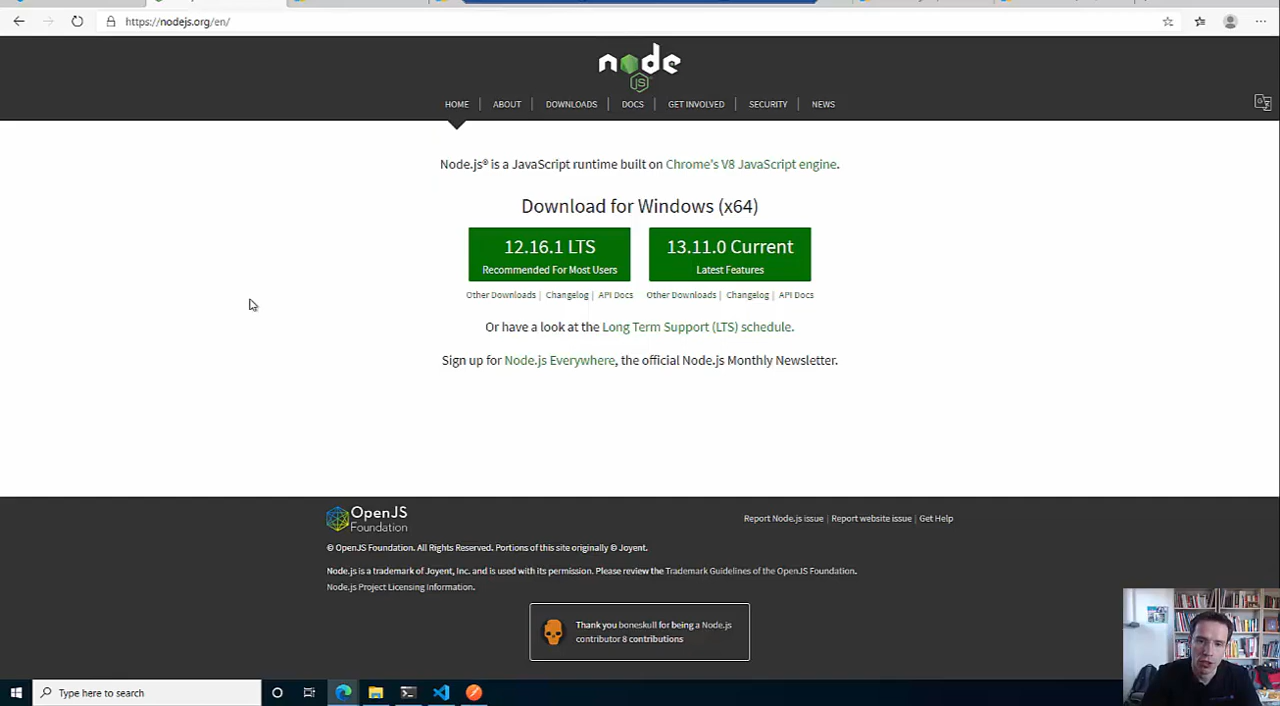 https://nodejs.org/en/
node
JS
HOME
ABOUT
DOWNLOADS
DOCS
GET INVOLVED
SECURITY
NEWS
Node.js® is a JavaScript runtime built on Chrome's V8 JavaScript engine.
Download for Windows (x64)
12.16.1 LTS
Recommended For Most Users
13.11.0 Current
Latest Features
Other Downloads | Changelog | API Docs
Other Downloads | Changelog | API Docs
Or have a look at the Long Term Support (LTS) schedule.
Sign up for Node.js Everywhere, the official Node.js Monthly Newsletter.
OpenJS
Foundation
Report Node.js issue | Report website issue | Get Help
© OpenJS Foundation. All Rights Reserved. Portions of this site originally © Joyent.
Node.js is a trademark of Joyent, Inc. and is used with its permission. Please review the Trademark Guidelines of the OpenJS Foundation.
Node.js Project Licensing Information.
Thank you boneskull for being a Node.js
contributor 8 contributions
Type here to search